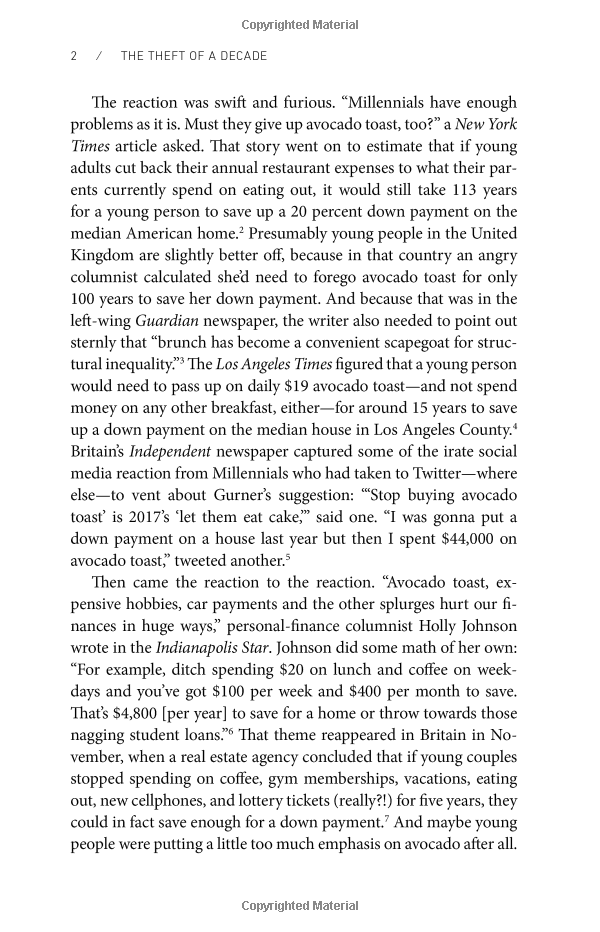 Copyrighted Material
2 / THE THEFT OF A DECADE
The reaction was swift and furious. “Millennials have enough
problems as it is. Must they give up avocado toast, too?” a New York
Times article asked. That story went on to estimate that if young
adults cut back their annual restaurant expenses to what their par-
ents currently spend on eating out, it would still take 113 years
for a young person to save up a 20 percent down payment on the
median American home.2 Presumably young people in the United
Kingdom are slightly better off, because in that country an angry
columnist calculated she’d need to forego avocado toast for only
100 years to save her down payment. And because that was in the
left-wing Guardian newspaper, the writer also needed to point out
sternly that “brunch has become a convenient scapegoat for struc-
tural inequality.”3 The Los Angeles Times figured that a young person
would need to pass up on daily $19 avocado toast—and not spend
money on any other breakfast, either—for around 15 years to save
up a down payment on the median house in Los Angeles County.4
Britain’s Independent newspaper captured some of the irate social
media reaction from Millennials who had taken to Twitter—where
else—to vent about Gurner’s suggestion: “‘Stop buying avocado
toast’ is 2017’s ‘let them eat cake,’” said one. “I was gonna put a
down payment on a house last year but then I spent $44,000 on
avocado toast,” tweeted another.5
Then came the reaction to the reaction. “Avocado toast, ex-
pensive hobbies, car payments and the other splurges hurt our fi-
nances in huge ways,” personal-finance columnist Holly Johnson
wrote in the Indianapolis Star. Johnson did some math of her own:
“For example, ditch spending $20 on lunch and coffee on week-
days and you’ve got $100 per week and $400 per month to save.
That’s $4,800 [per year] to save for a home or throw towards those
nagging student loans.”6 That theme reappeared in Britain in No-
vember, when a real estate agency concluded that if young couples
stopped spending on coffee, gym memberships, vacations, eating
out, new cellphones, and lottery tickets (really?!) for five years, they
could in fact save enough for a down payment.7 And maybe young
people were putting a little too much emphasis on avocado after all.
Copyrighted Material